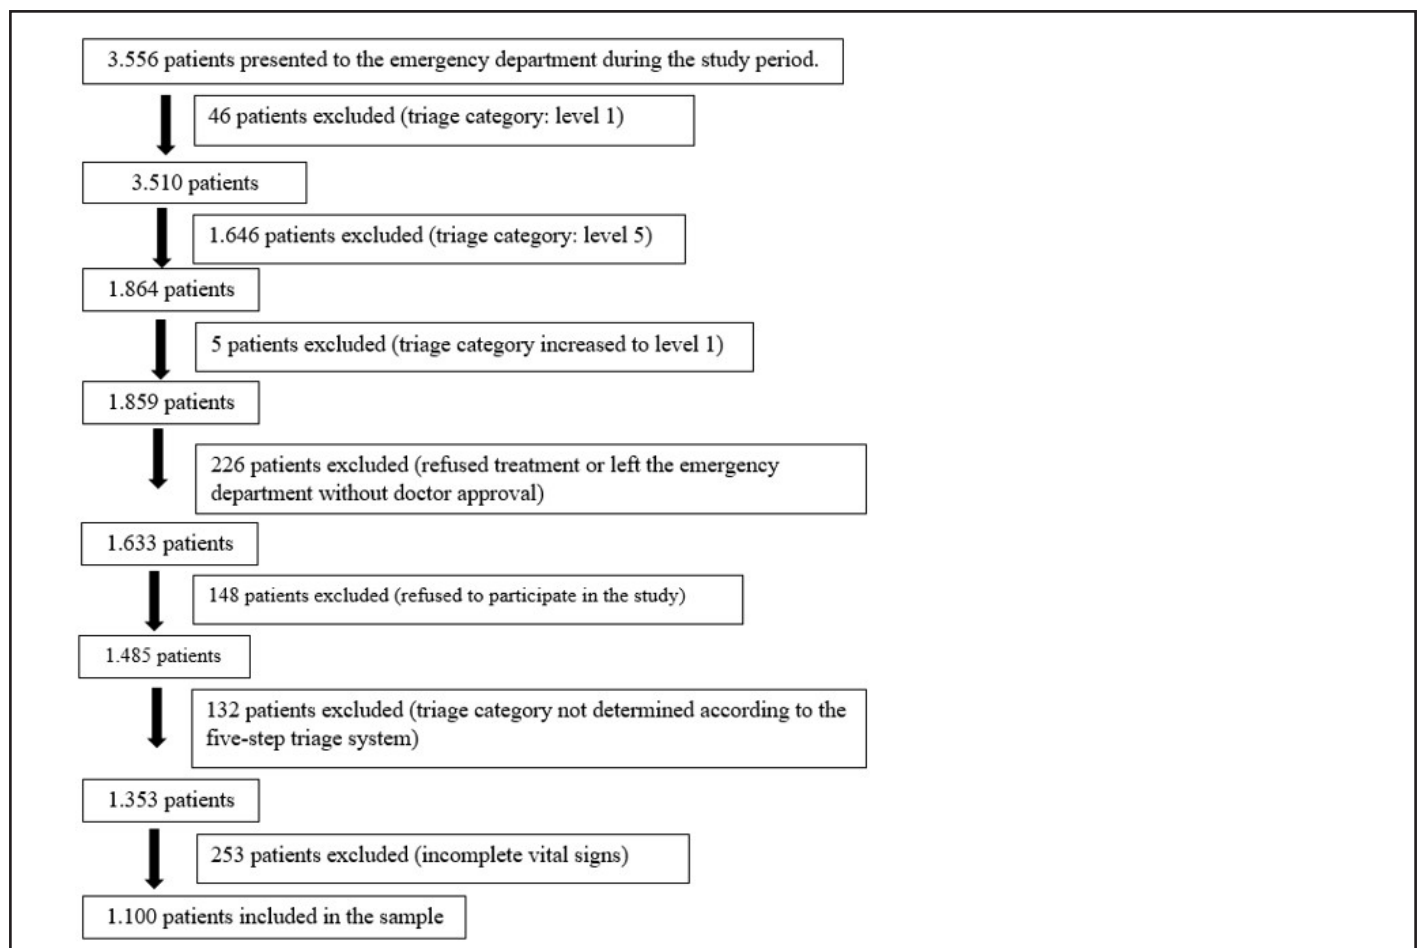 3.556 patients presented to the emergency department during the study period.
46 patients excluded (triage category: level 1)
3.510 patients
1.646 patients excluded (triage category: level 5)
1.864 patients
5 patients excluded (triage category increased to level 1)
1.859 patients
226 patients excluded (refused treatment or left the emergency
department without doctor approval)
1.633 patients
148 patients excluded (refused to participate in the study)
1.485 patients
132 patients excluded (triage category not determined according to the
five-step triage system)
1.353 patients
253 patients excluded (incomplete vital signs)
1.100 patients included in the sample